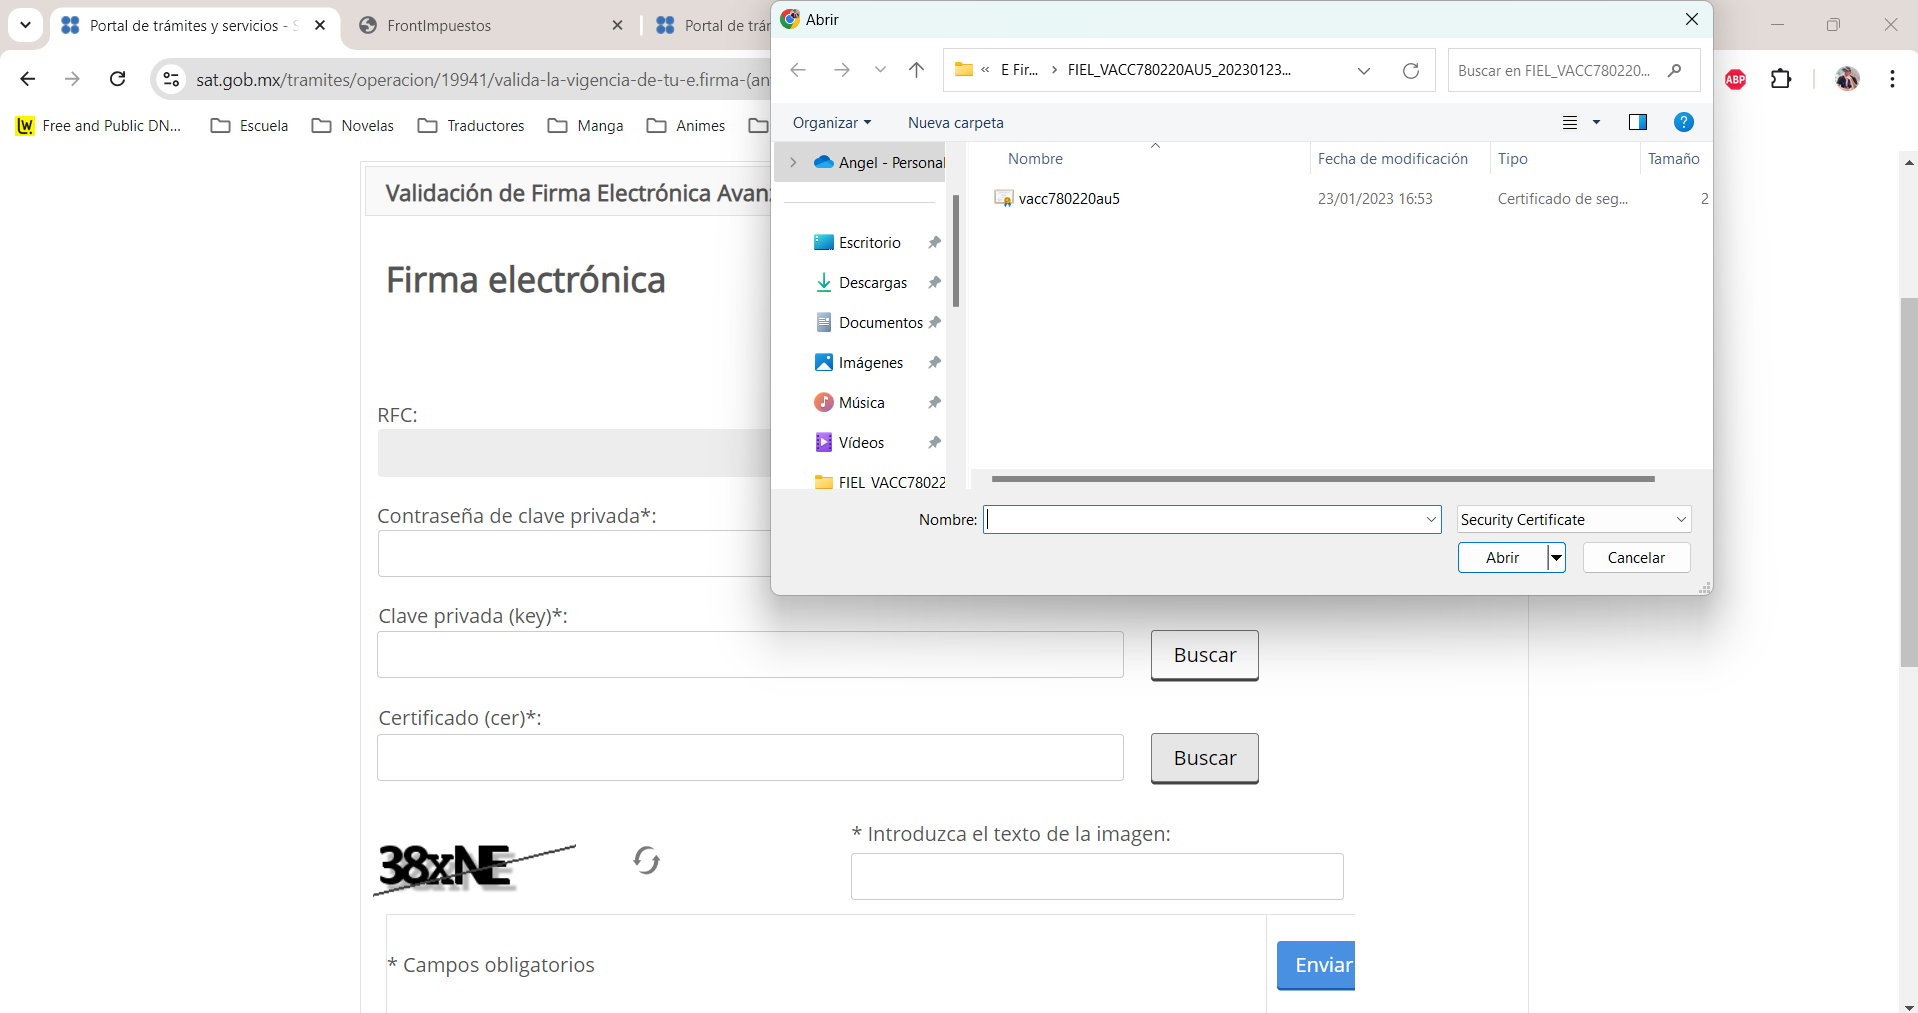 Portal de trámites y servicios - S
FrontImpuestos
Portal de trár
sat.gob.mx/tramites/operacion/19941/valida-la-vigencia-de-tu-e.firma-(an
ABP
Free and Public DN...
Escuela
Novelas
Traductores
Manga
Animes
Abrir
« E Fir... › FIEL_VACC780220AU5_20230123...
Buscar en FIEL_VACC780220...
Organizar
Nueva carpeta
Angel - Personal
Escritorio
Descargas
Documentos
Imágenes
Música
Vídeos
FIEL_VACC78022
Nombre
Fecha de modificación
Tipo
Tamaño
vacc780220au5
23/01/2023 16:53
Certificado de seg...
2
Nombre:
Security Certificate
Abrir
Cancelar
Validación de Firma Electrónica Avanz
Firma electrónica
RFC:
Contraseña de clave privada*:
Clave privada (key)*:
Buscar
Certificado (cer)*:
Buscar
38xNE
* Introduzca el texto de la imagen:
* Campos obligatorios
Enviar